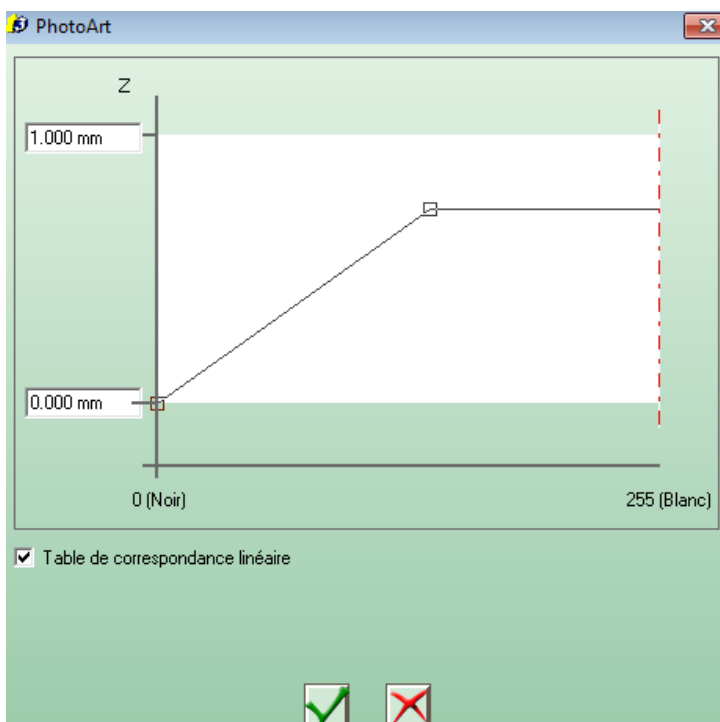 PhotoArt
Z
1.000 mm
0.000 mm
0 (Noir)
255 (Blanc)
Table de correspondance linéaire